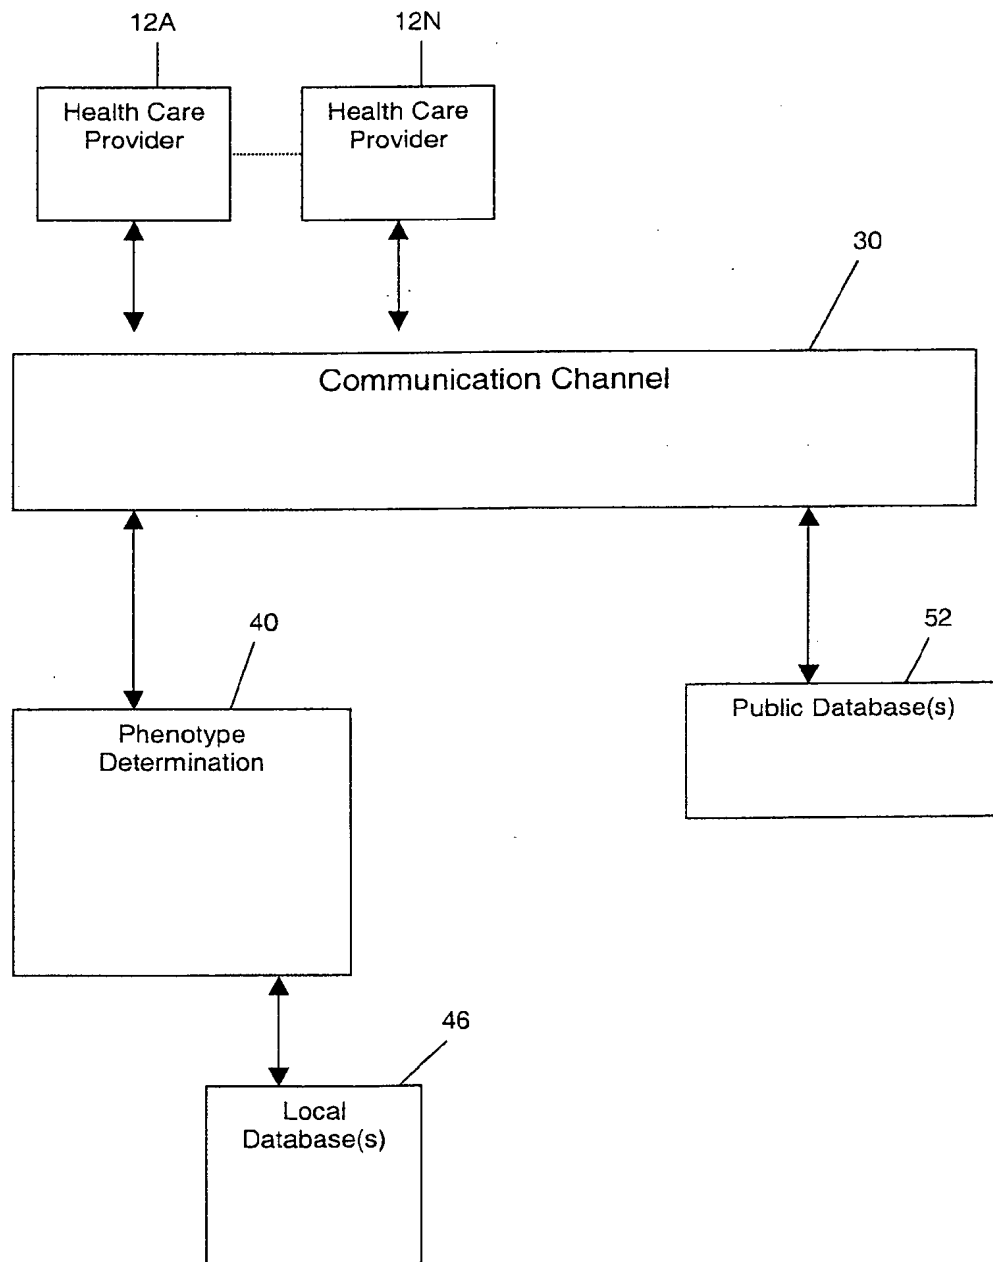 12A
12N
Health Care
Provider
Health Care
Provider
30
Communication Channel
40
52
Phenotype
Determination
Public Database(s)
46
Local
Database(s)